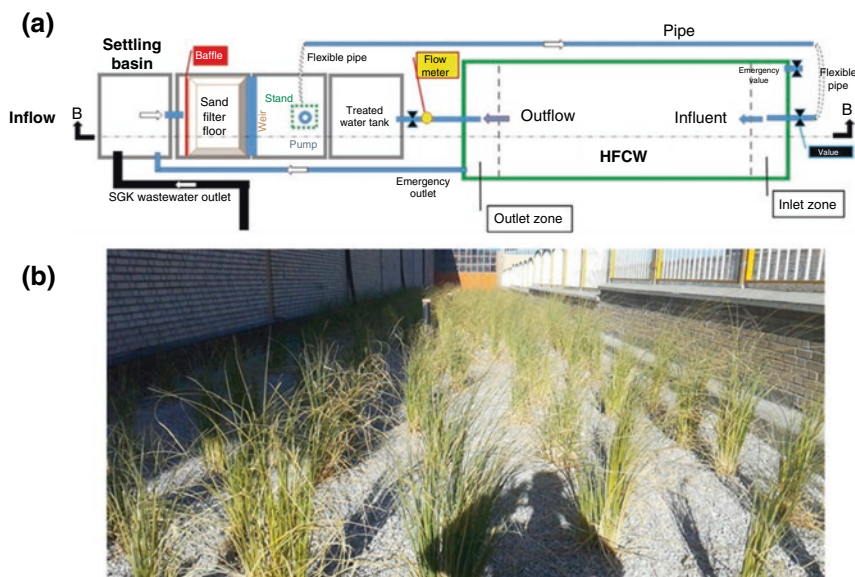 (a)
Settling
basin
Baffle
Flexible pipe
Flow
meter
Pipe
Emergency value
Flexible
pipe
Inflow
B
Sand
filter
floor
Weir
Stand
Pump
Treated
water tank
Outflow
Influent
B
HFCW
Value
SGK wastewater outlet
Emergency
outlet
Outlet zone
Inlet zone
(b)